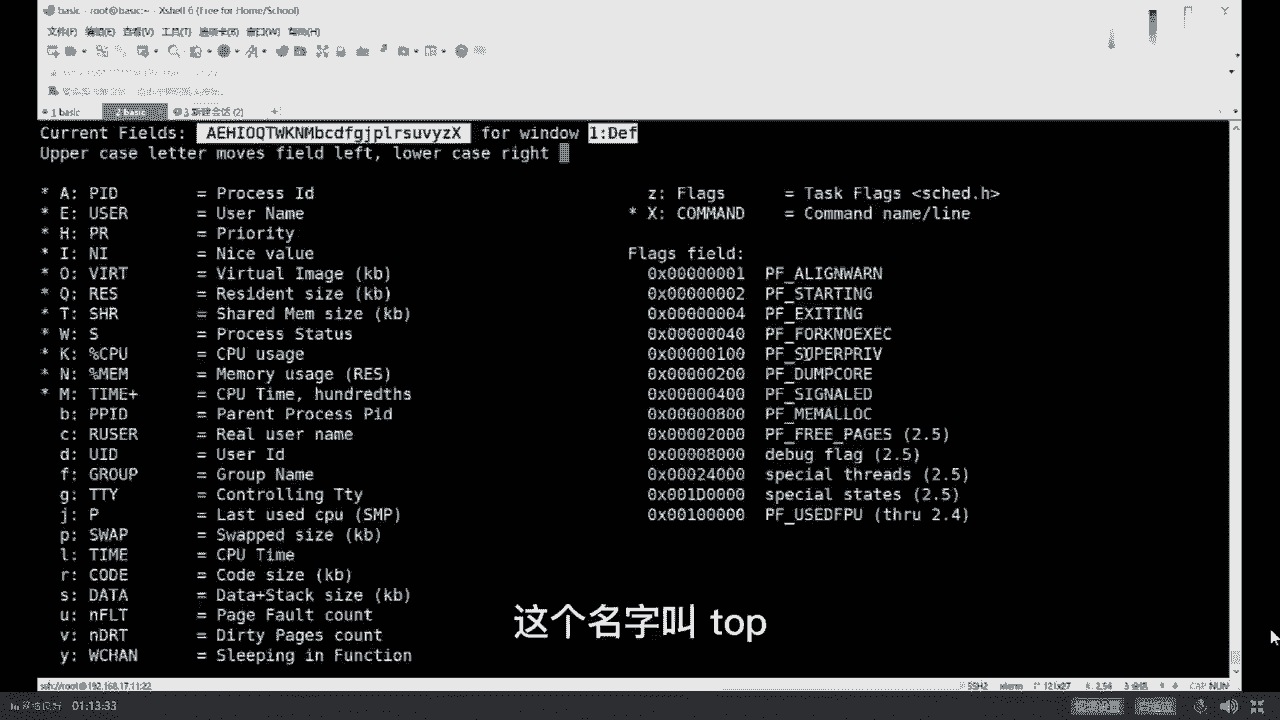 basic - root@basic:~ - Xshell 6 (Free for Home/School)
文件(F) 编辑(E) 查看(V) 工具(T) 选项卡(B) 窗口(W) 帮助(H)
1 basic 2 basic 3 新建会话 (2) +
Current Fields: AEHIOQTWKNMbcdfgjplrsuvyzX for window 1:Def
Upper case letter moves field left, lower case right
* A: PID = Process Id
* E: USER = User Name
* H: PR = Priority
* I: NI = Nice value
* O: VIRT = Virtual Image (kb)
* Q: RES = Resident size (kb)
* T: SHR = Shared Mem size (kb)
* W: S = Process Status
* K: %CPU = CPU usage
* N: %MEM = Memory usage (RES)
* M: TIME+ = CPU Time, hundredths
b: PPID = Parent Process Pid
c: RUSER = Real user name
d: UID = User Id
f: GROUP = Group Name
g: TTY = Controlling Tty
j: P = Last used cpu (SMP)
p: SWAP = Swapped size (kb)
l: TIME = CPU Time
r: CODE = Code size (kb)
s: DATA = Data+Stack size (kb)
u: nFLT = Page Fault count
v: nDRT = Dirty Pages count
y: WCHAN = Sleeping in Function
z: Flags = Task Flags <sched.h>
* X: COMMAND = Command name/line
Flags field:
0x00000001 PF_ALIGNWARN
0x00000002 PF_STARTING
0x00000004 PF_EXITING
0x00000040 PF_FORKNOEXEC
0x00000100 PF_SUPERPRIV
0x00000200 PF_DUMPCORE
0x00000400 PF_SIGNALED
0x00000800 PF_MEMALLOC
0x00002000 PF_FREE_PAGES (2.5)
0x00008000 debug flag (2.5)
0x00024000 special threads (2.5)
0x001D0000 special states (2.5)
0x00100000 PF_USEDFPU (thru 2.4)
这个名字叫 top
ssh://root@192.168.17.11:22
SSH2 xterm 121x27 3 会话 CAP NUM
01:13:33